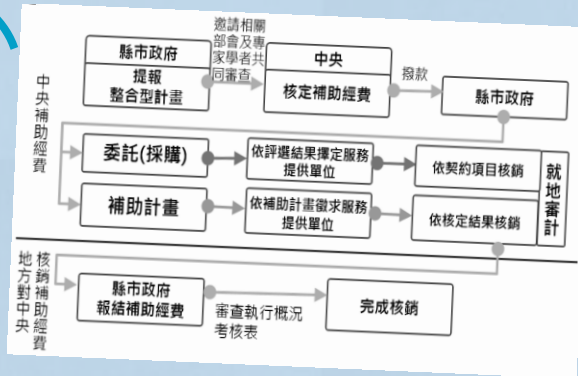 中央補助經費
縣市政府
提報
整合型計畫
邀請相關
部會及專
家學者共
同審查
中央
核定補助經費
撥款
縣市政府
委託(採購)
依評選結果擇定服務
提供單位
依契約項目核銷
就地審計
補助計畫
依補助計畫徵求服務
提供單位
依核定結果核銷
地方對中央
核銷補助經費
縣市政府
報結補助經費
審查執行概況
考核表
完成核銷